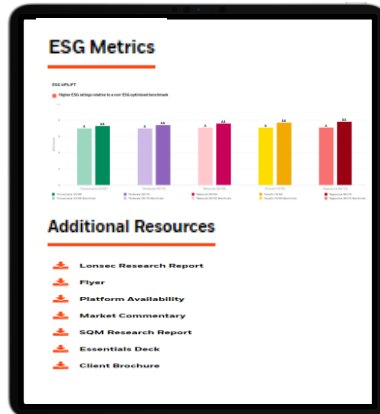 ESG Metrics
ESG UPLIFT
Higher ESG ratings relative to a non ESG-optimised benchmark
Additional Resources
Lonsec Research Report
Flyer
Platform Availability
Market Commentary
SQM Research Report
Essentials Deck
Client Brochure